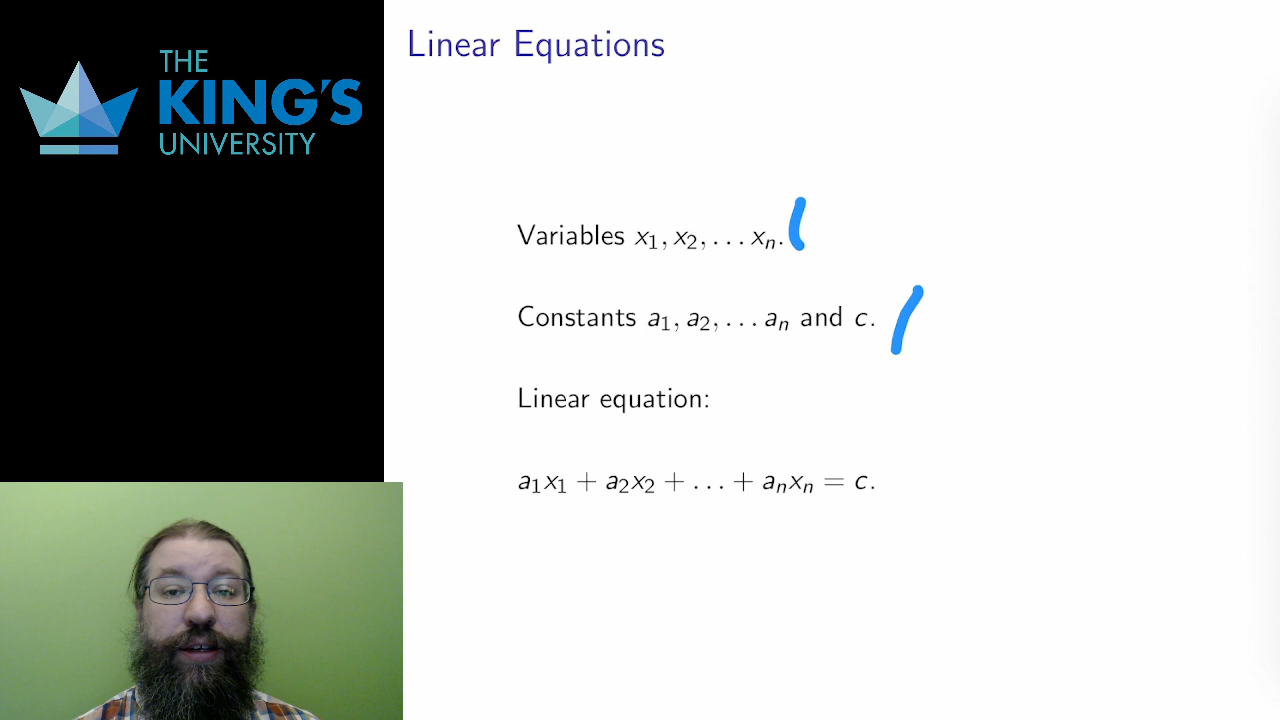 THE
KING'S
UNIVERSITY
Linear Equations
Variables x₁, x₂, . . . xₙ.
Constants a₁, a₂, . . . aₙ and c.
Linear equation:
a₁x₁ + a₂x₂ + . . . + aₙxₙ = c.